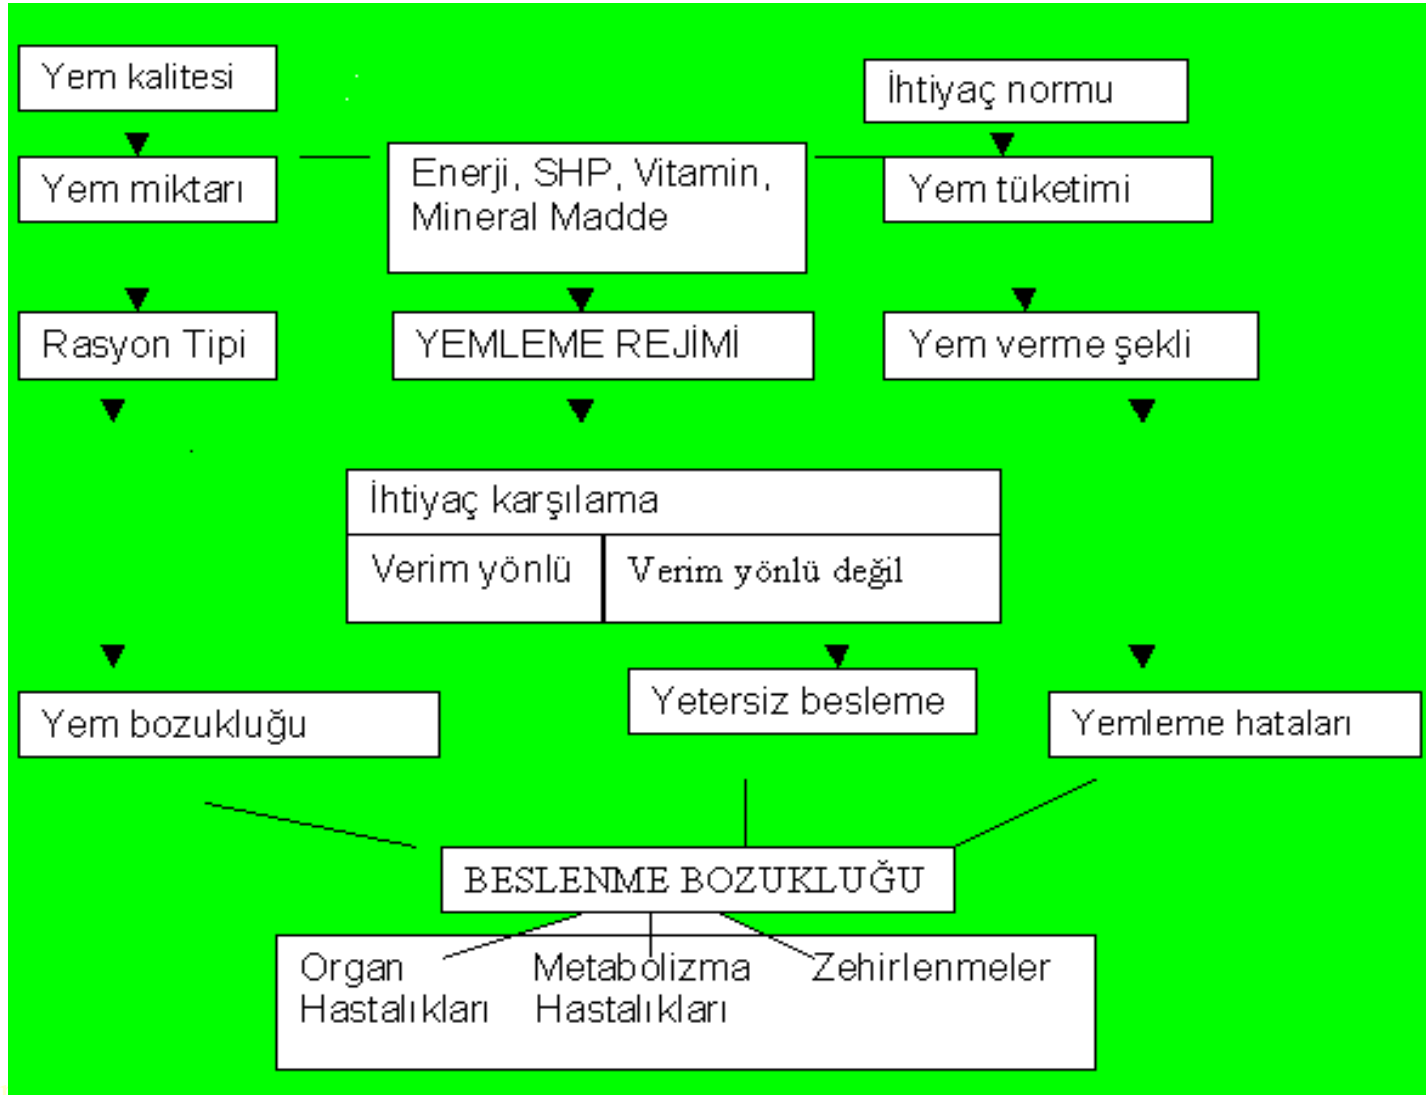 Yem kalitesi
İhtiyaç normu
Yem miktarı
Enerji, SHP, Vitamin,
Mineral Madde
Yem tüketimi
Rasyon Tipi
YEMLEME REJİMİ
Yem verme şekli
İhtiyaç karşılama
Verim yönlü
Verim yönlü değil
Yem bozukluğu
Yetersiz besleme
Yemleme hataları
BESLENME BOZUKLUĞU
Organ
Hastalıkları
Metabolizma
Hastalıkları
Zehirlenmeler